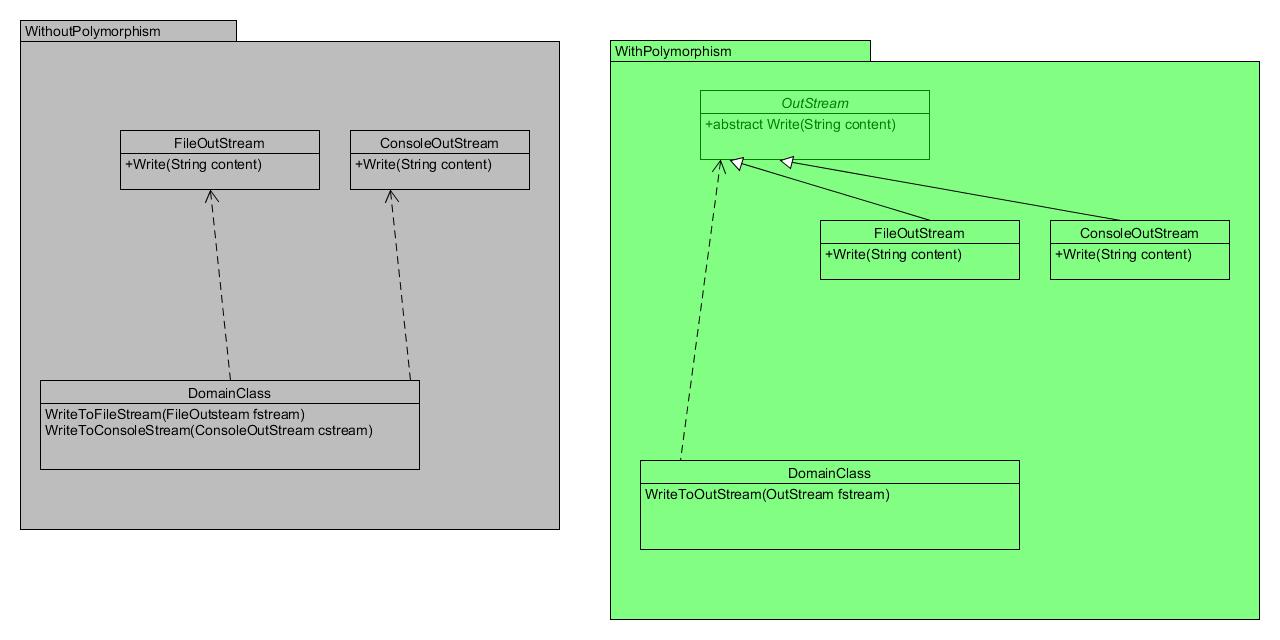 WithoutPolymorphism
FileOutStream
+Write(String content)
ConsoleOutStream
+Write(String content)
DomainClass
WriteToFileStream(FileOutsteam fstream)
WriteToConsoleStream(ConsoleOutStream cstream)
WithPolymorphism
OutStream
+abstract Write(String content)
FileOutStream
+Write(String content)
ConsoleOutStream
+Write(String content)
DomainClass
WriteToOutStream(OutStream fstream)